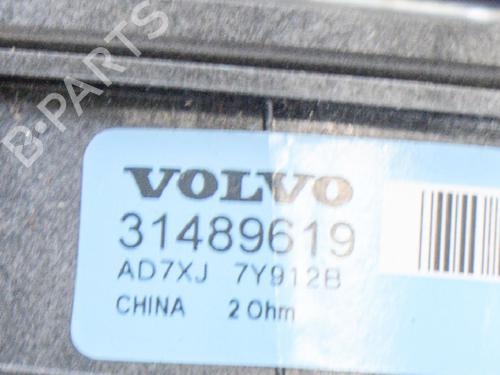 B-PARTS
VOLVO
31489619
AD7XJ 7Y912B
CHINA 2 Ohm